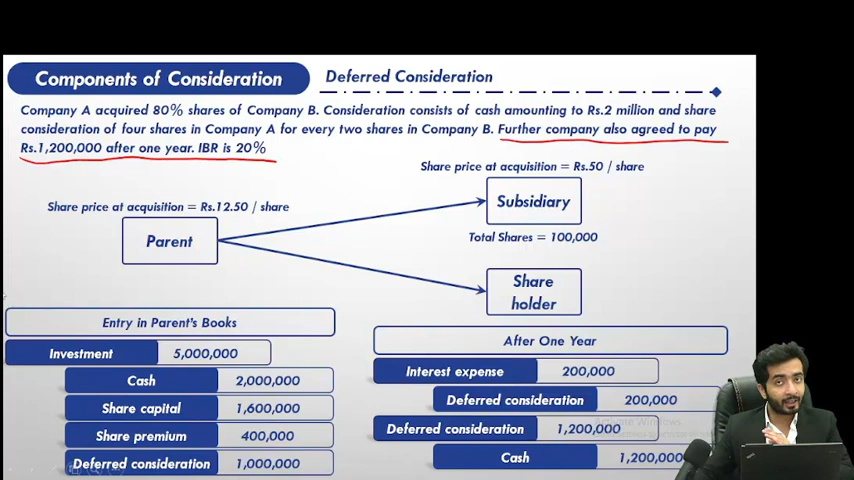 Components of Consideration
Deferred Consideration
Company A acquired 80% shares of Company B. Consideration consists of cash amounting to Rs.2 million and share
consideration of four shares in Company A for every two shares in Company B. Further company also agreed to pay
Rs.1,200,000 after one year. IBR is 20%
Share price at acquisition = Rs.50 / share
Share price at acquisition = Rs.12.50 / share
Subsidiary
Parent
Total Shares = 100,000
Share
holder
Entry in Parent's Books
Investment 5,000,000
Cash 2,000,000
Share capital 1,600,000
Share premium 400,000
Deferred consideration 1,000,000
After One Year
Interest expense 200,000
Deferred consideration 200,000
Deferred consideration 1,200,000
Cash 1,200,000